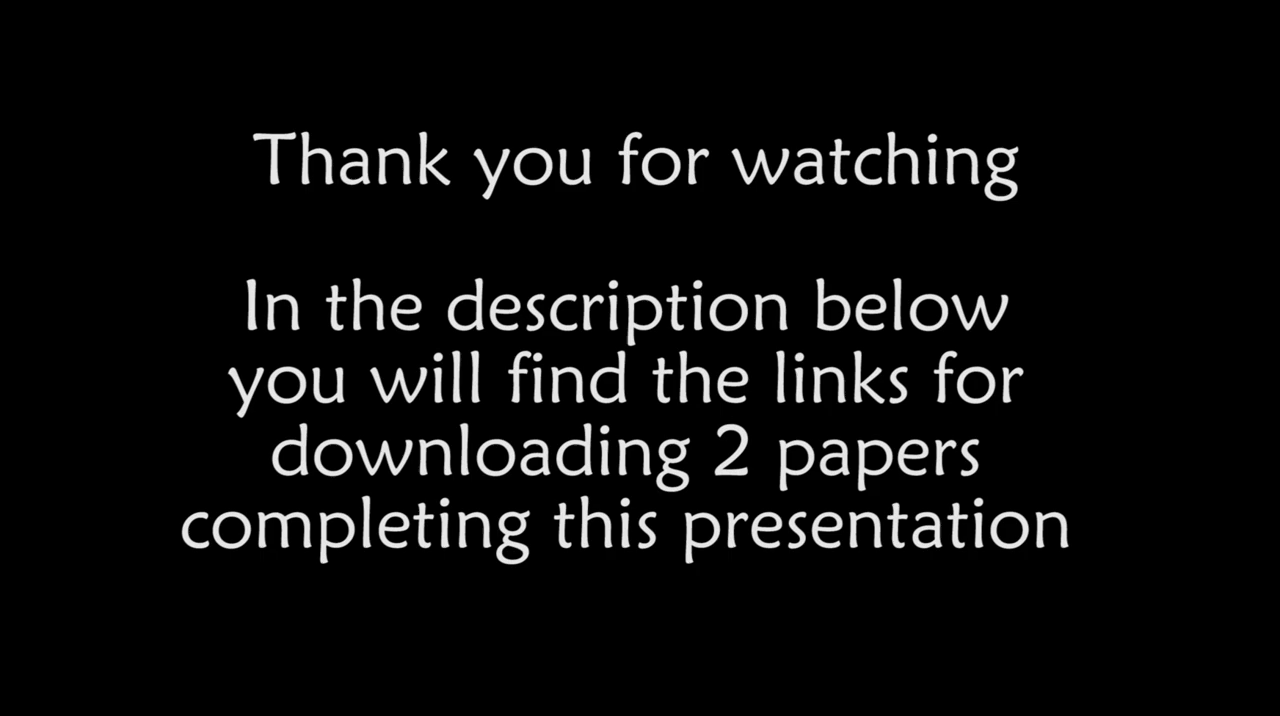 Thank you for watching
In the description below
you will find the links for
downloading 2 papers
completing this presentation